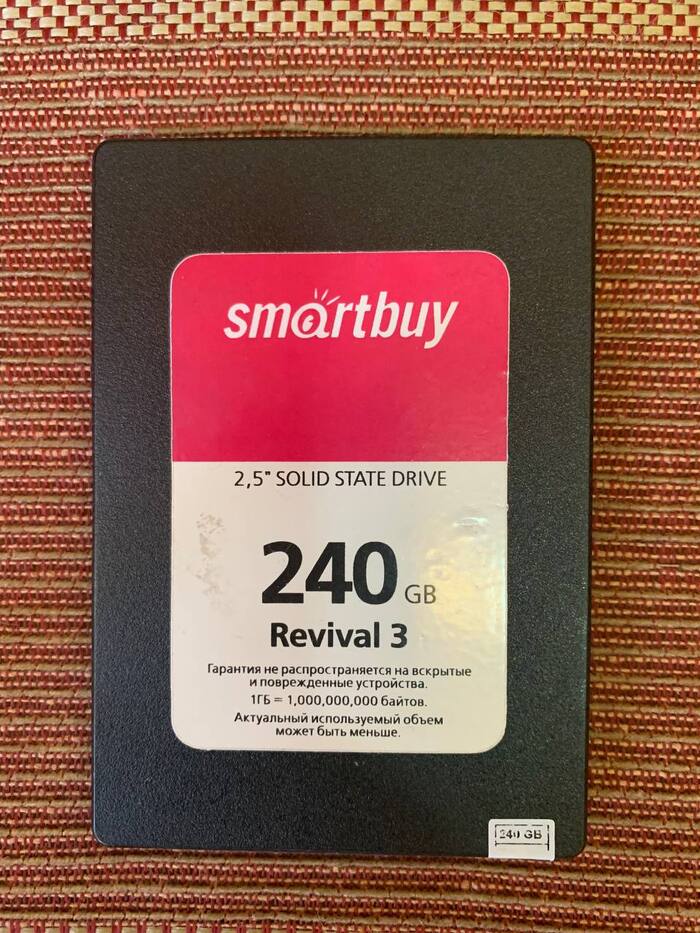 smartbuy
2,5" SOLID STATE DRIVE
240 GB
Revival 3
Гарантия не распространяется на вскрытые
и поврежденные устройства.
1ГБ = 1,000,000,000 байтов.
Актуальный используемый объем
может быть меньше.
240 GB